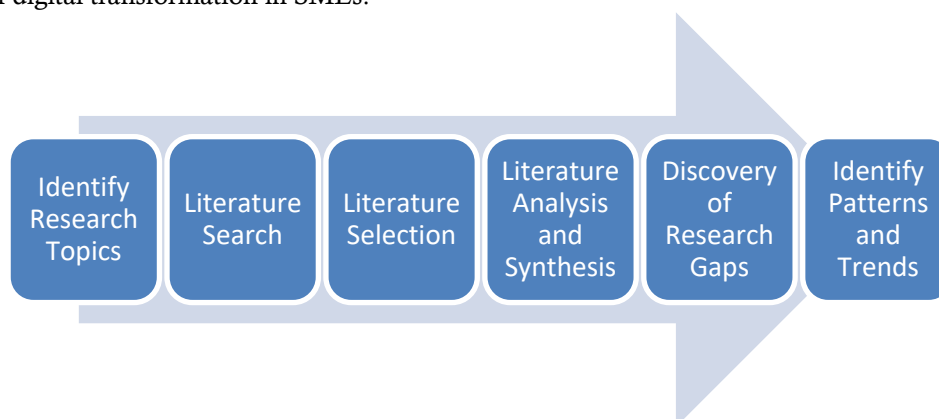 digital transformation in SMEs.
Identify
Research
Topics
Literature
Search
Literature
Selection
Literature
Analysis
and
Synthesis
Discovery
of
Research
Gaps
Identify
Patterns
and
Trends